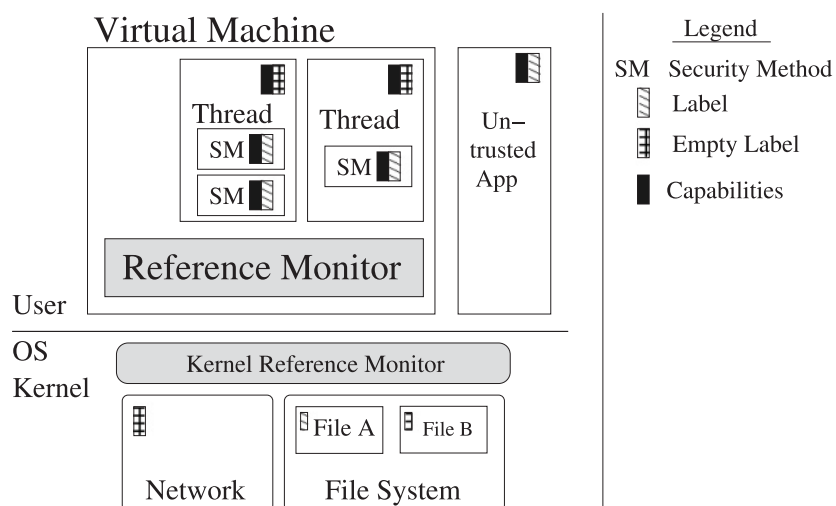 Virtual Machine
Thread
SM
SM
Thread
SM
Reference Monitor
Un–
trusted
App
User
OS
Kernel
Kernel Reference Monitor
Network
File A
File B
File System
Legend
SM Security Method
Label
Empty Label
Capabilities